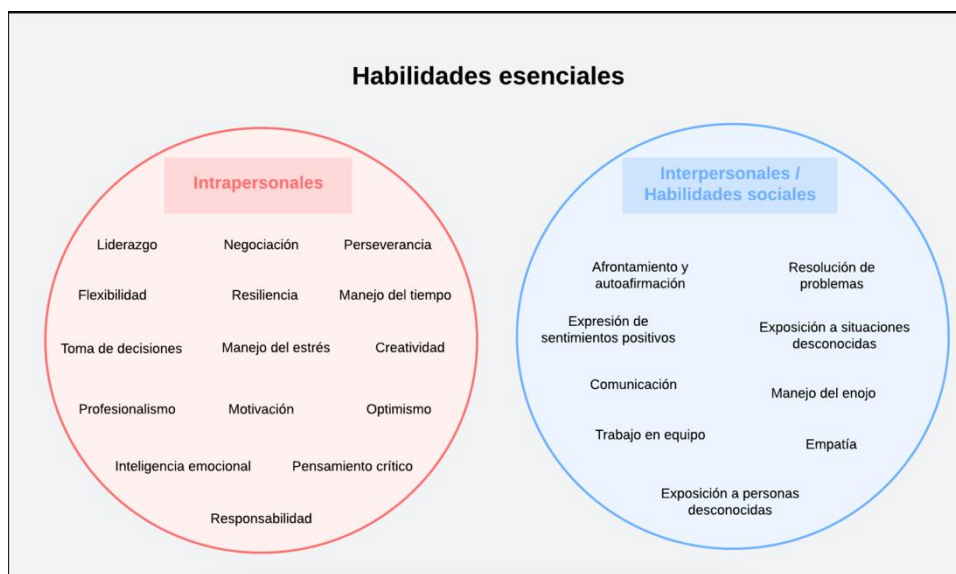 Habilidades esenciales
Intrapersonales
Liderazgo
Negociación
Perseverancia
Flexibilidad
Resiliencia
Manejo del tiempo
Toma de decisiones
Manejo del estrés
Creatividad
Profesionalismo
Motivación
Optimismo
Inteligencia emocional
Pensamiento crítico
Responsabilidad
Interpersonales /
Habilidades sociales
Afrontamiento y
autoafirmación
Resolución de
problemas
Expresión de
sentimientos positivos
Exposición a situaciones
desconocidas
Comunicación
Manejo del enojo
Trabajo en equipo
Empatía
Exposición a personas
desconocidas